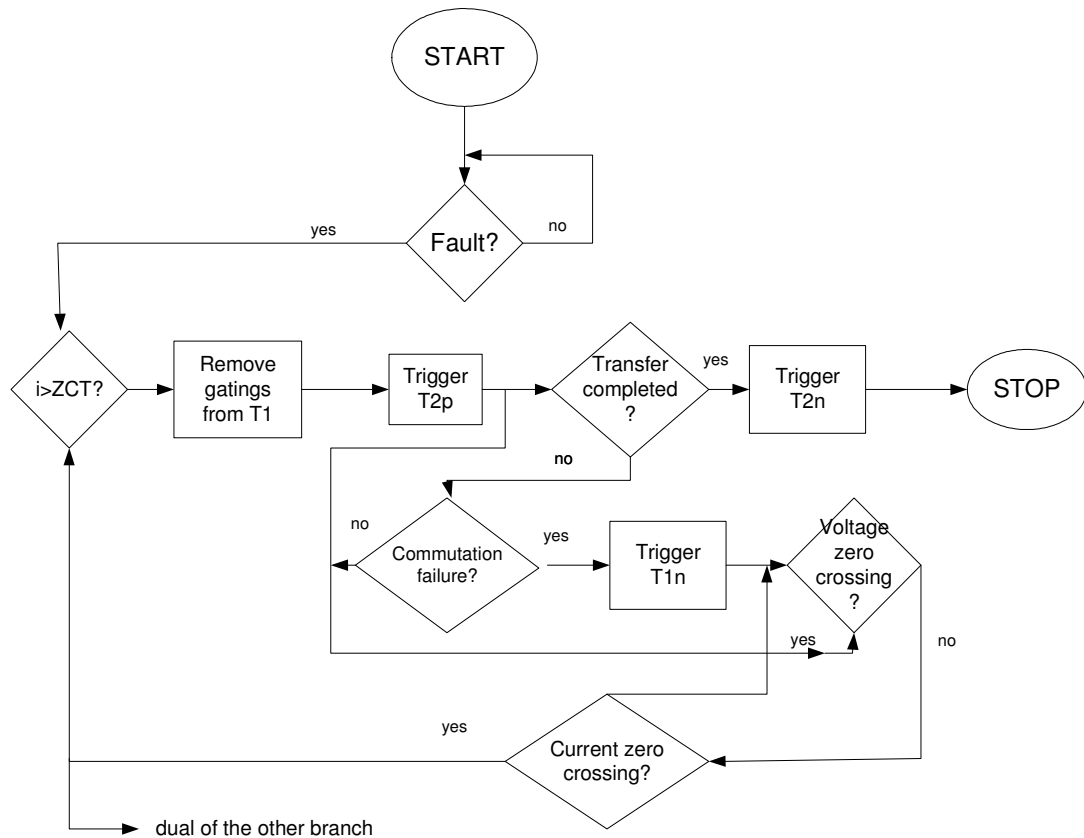 START
Fault?
yes
no
i>ZCT?
Remove
gatings
from T1
Trigger
T2p
Transfer
completed
?
yes
Trigger
T2n
STOP
no
no
Commutation
failure?
yes
Trigger
T1n
Voltage
zero
crossing
?
yes
no
yes
Current zero
crossing?
dual of the other branch